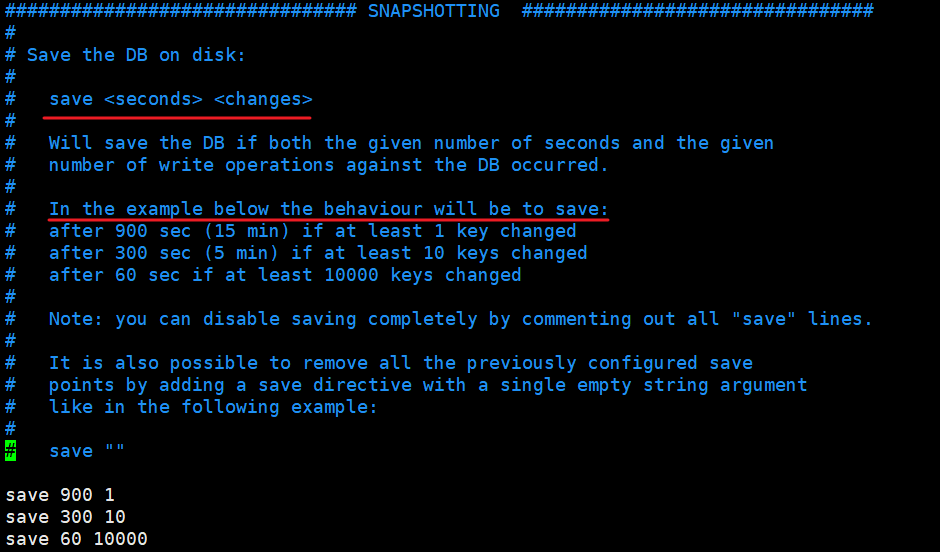 ################################ SNAPSHOTTING  ################################
#
# Save the DB on disk:
#
#   save <seconds> <changes>
#
#   Will save the DB if both the given number of seconds and the given
#   number of write operations against the DB occurred.
#
#   In the example below the behaviour will be to save:
#   after 900 sec (15 min) if at least 1 key changed
#   after 300 sec (5 min) if at least 10 keys changed
#   after 60 sec if at least 10000 keys changed
#
#   Note: you can disable saving completely by commenting out all "save" lines.
#
#   It is also possible to remove all the previously configured save
#   points by adding a save directive with a single empty string argument
#   like in the following example:
#
#   save ""

save 900 1
save 300 10
save 60 10000